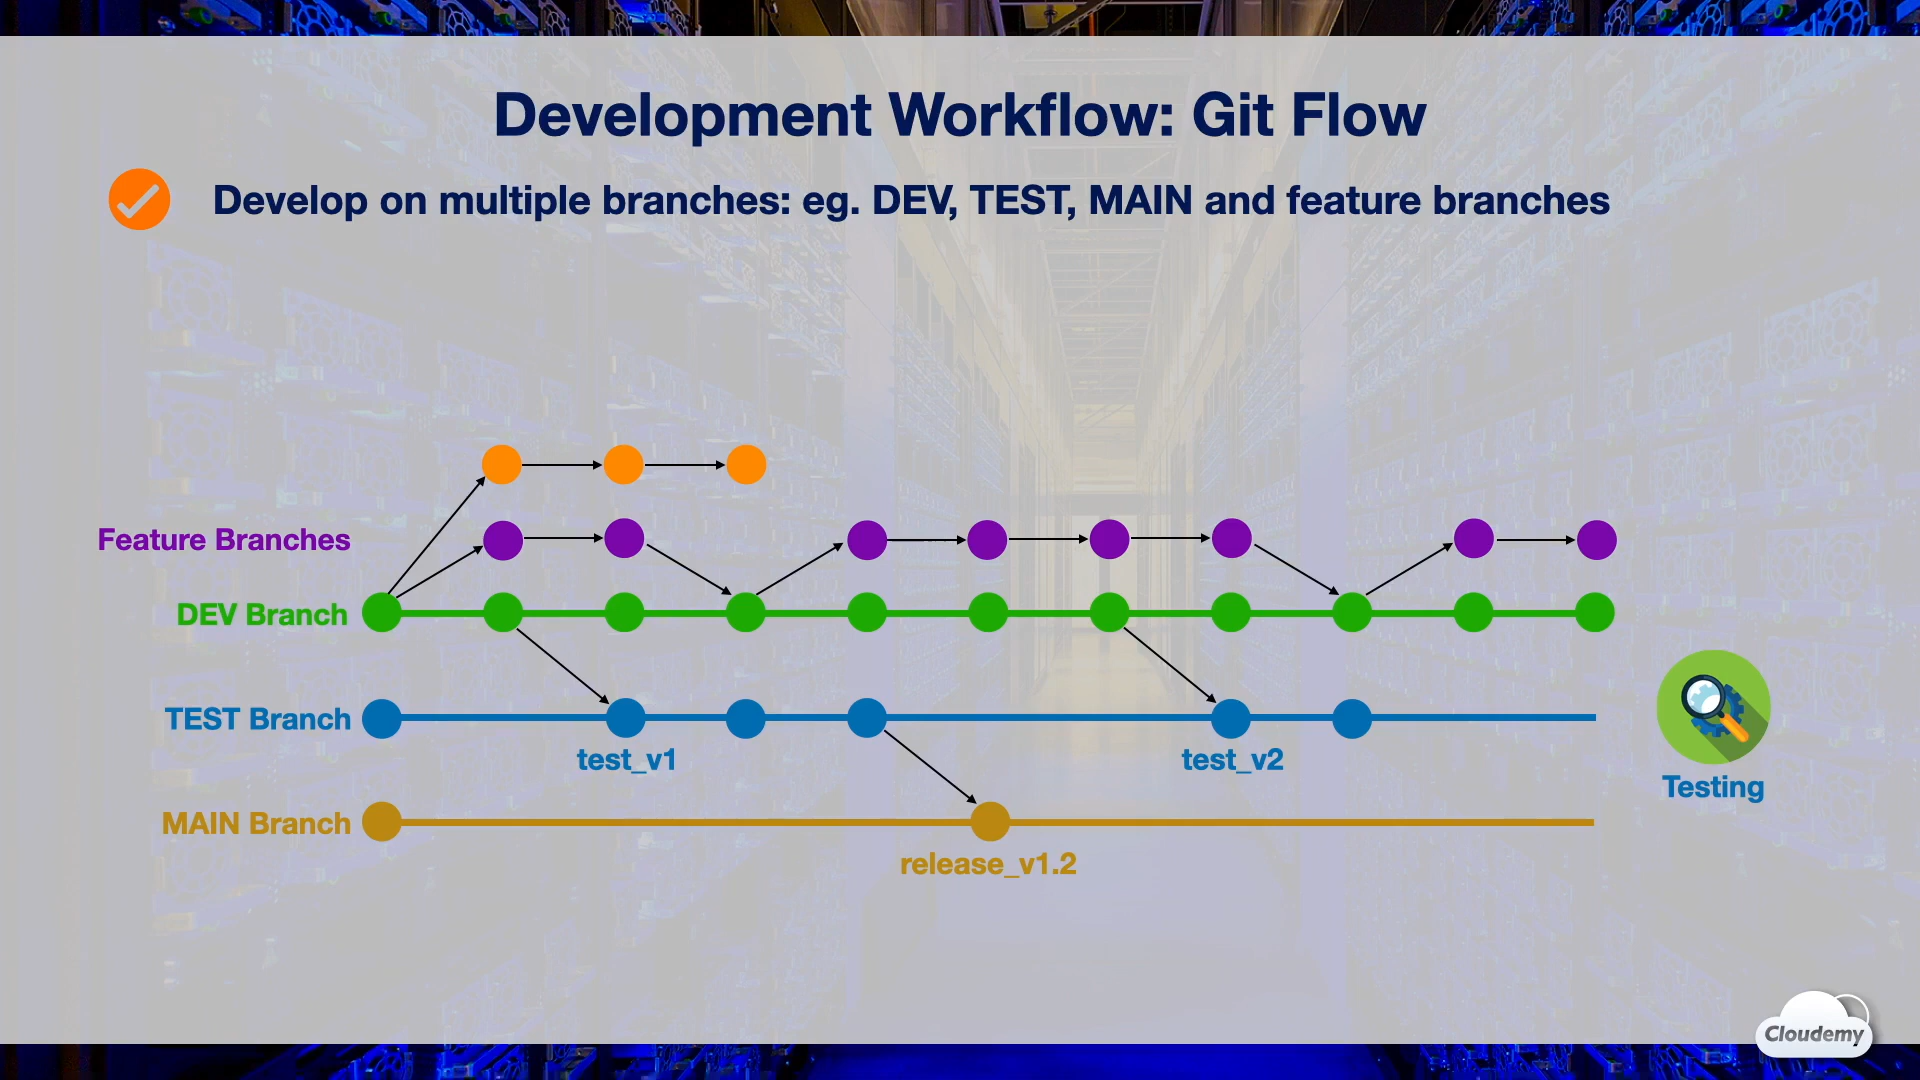 Development Workflow: Git Flow
Develop on multiple branches: eg. DEV, TEST, MAIN and feature branches
Feature Branches
DEV Branch
TEST Branch
test_v1
test_v2
Testing
MAIN Branch
release_v1.2
Cloudemy